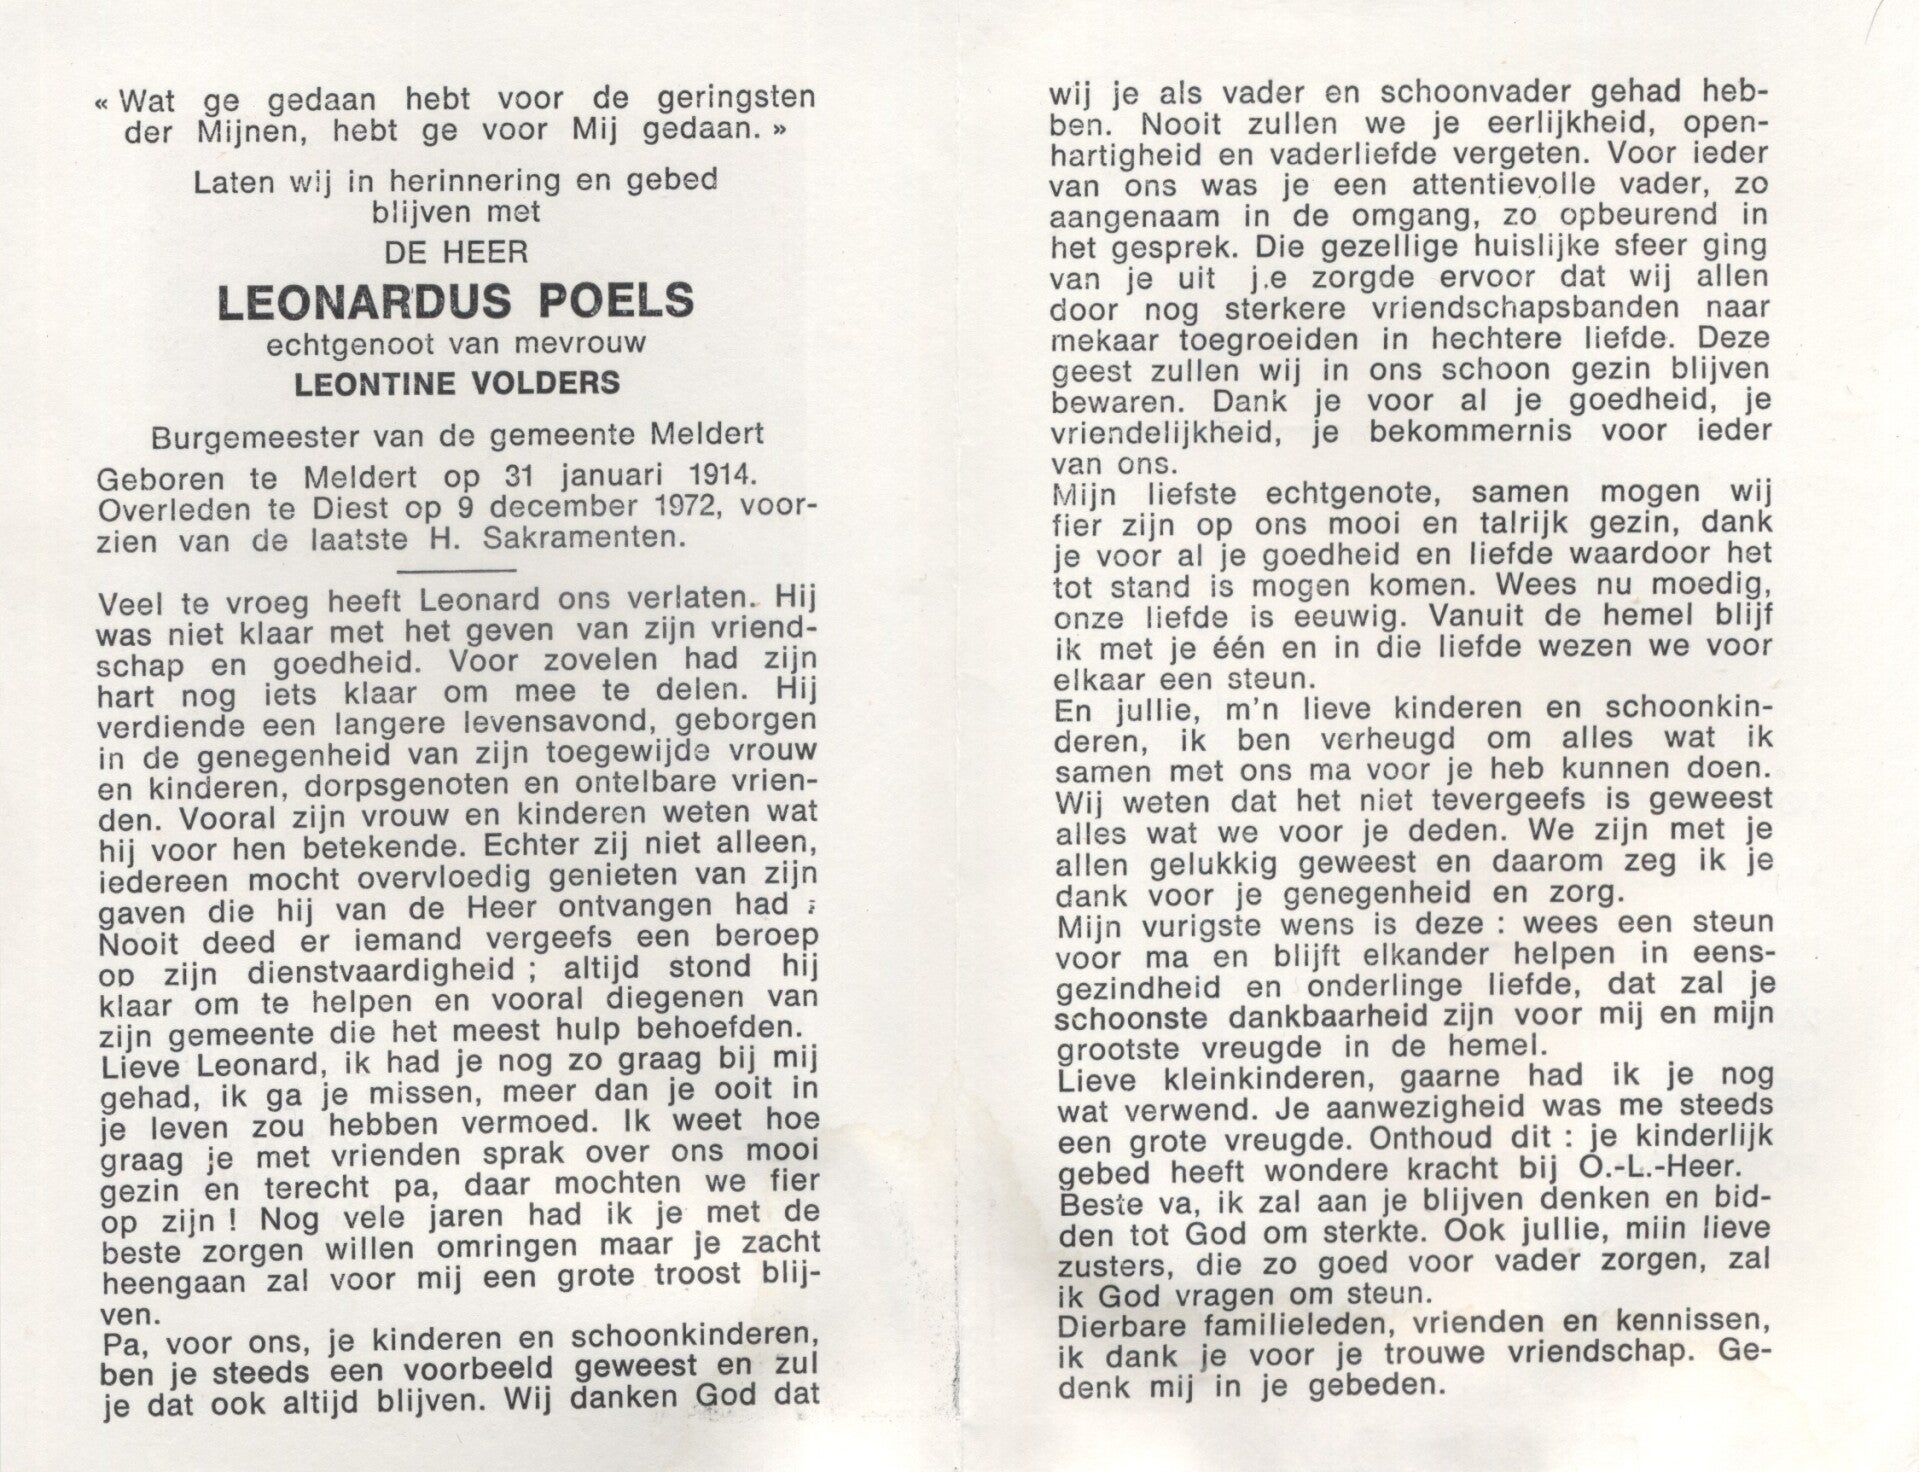 « Wat ge gedaan hebt voor de geringsten
der Mijnen, hebt ge voor Mij gedaan. »
Laten wij in herinnering en gebed
blijven met
DE HEER
LEONARDUS POELS
echtgenoot van mevrouw
LEONTINE VOLDERS
Burgemeester van de gemeente Meldert
Geboren te Meldert op 31 januari 1914.
Overleden te Diest op 9 december 1972, voor-
zien van de laatste H. Sakramenten.
Veel te vroeg heeft Leonard ons verlaten. Hij
was niet klaar met het geven van zijn vriend-
schap en goedheid. Voor zovelen had zijn
hart nog iets klaar om mee te delen. Hij
verdiende een langere levensavond, geborgen
in de genegenheid van zijn toegewijde vrouw
en kinderen, dorpsgenoten en ontelbare vrien-
den. Vooral zijn vrouw en kinderen weten wat
hij voor hen betekende. Echter zij niet alleen,
iedereen mocht overvloedig genieten van zijn
gaven die hij van de Heer ontvangen had ;
Nooit deed er iemand vergeefs een beroep
op zijn dienstvaardigheid ; altijd stond hij
klaar om te helpen en vooral diegenen van
zijn gemeente die het meest hulp behoefden.
Lieve Leonard, ik had je nog zo graag bij mij
gehad, ik ga je missen, meer dan je ooit in
je leven zou hebben vermoed. Ik weet hoe
graag je met vrienden sprak over ons mooi
gezin en terecht pa, daar mochten we fier
op zijn ! Nog vele jaren had ik je met de
beste zorgen willen omringen maar je zacht
heengaan zal voor mij een grote troost blij-
ven.
Pa, voor ons, je kinderen en schoonkinderen,
ben je steeds een voorbeeld geweest en zul
je dat ook altijd blijven. Wij danken God dat
wij je als vader en schoonvader gehad heb-
ben. Nooit zullen we je eerlijkheid, open-
hartigheid en vaderliefde vergeten. Voor ieder
van ons was je een attentievolle vader, zo
aangenaam in de omgang, zo opbeurend in
het gesprek. Die gezellige huislijke sfeer ging
van je uit j.e zorgde ervoor dat wij allen
door nog sterkere vriendschapsbanden naar
mekaar toegroeiden in hechtere liefde. Deze
geest zullen wij in ons schoon gezin blijven
bewaren. Dank je voor al je goedheid, je
vriendelijkheid, je bekommernis voor ieder
van ons.
Mijn liefste echtgenote, samen mogen wij
fier zijn op ons mooi en talrijk gezin, dank
je voor al je goedheid en liefde waardoor het
tot stand is mogen komen. Wees nu moedig,
onze liefde is eeuwig. Vanuit de hemel blijf
ik met je één en in die liefde wezen we voor
elkaar een steun.
En jullie, m'n lieve kinderen en schoonkin-
deren, ik ben verheugd om alles wat ik
samen met ons ma voor je heb kunnen doen.
Wij weten dat het niet tevergeefs is geweest
alles wat we voor je deden. We zijn met je
allen gelukkig geweest en daarom zeg ik je
dank voor je genegenheid en zorg.
Mijn vurigste wens is deze : wees een steun
voor ma en blijft elkander helpen in eens-
gezindheid en onderlinge liefde, dat zal je
schoonste dankbaarheid zijn voor mij en mijn
grootste vreugde in de hemel.
Lieve kleinkinderen, gaarne had ik je nog
wat verwend. Je aanwezigheid was me steeds
een grote vreugde. Onthoud dit : je kinderlijk
gebed heeft wondere kracht bij O.-L.-Heer.
Beste va, ik zal aan je blijven denken en bid-
den tot God om sterkte. Ook jullie, miin lieve
zusters, die zo goed voor vader zorgen, zal
ik God vragen om steun.
Dierbare familieleden, vrienden en kennissen,
ik dank je voor je trouwe vriendschap. Ge-
denk mij in je gebeden.